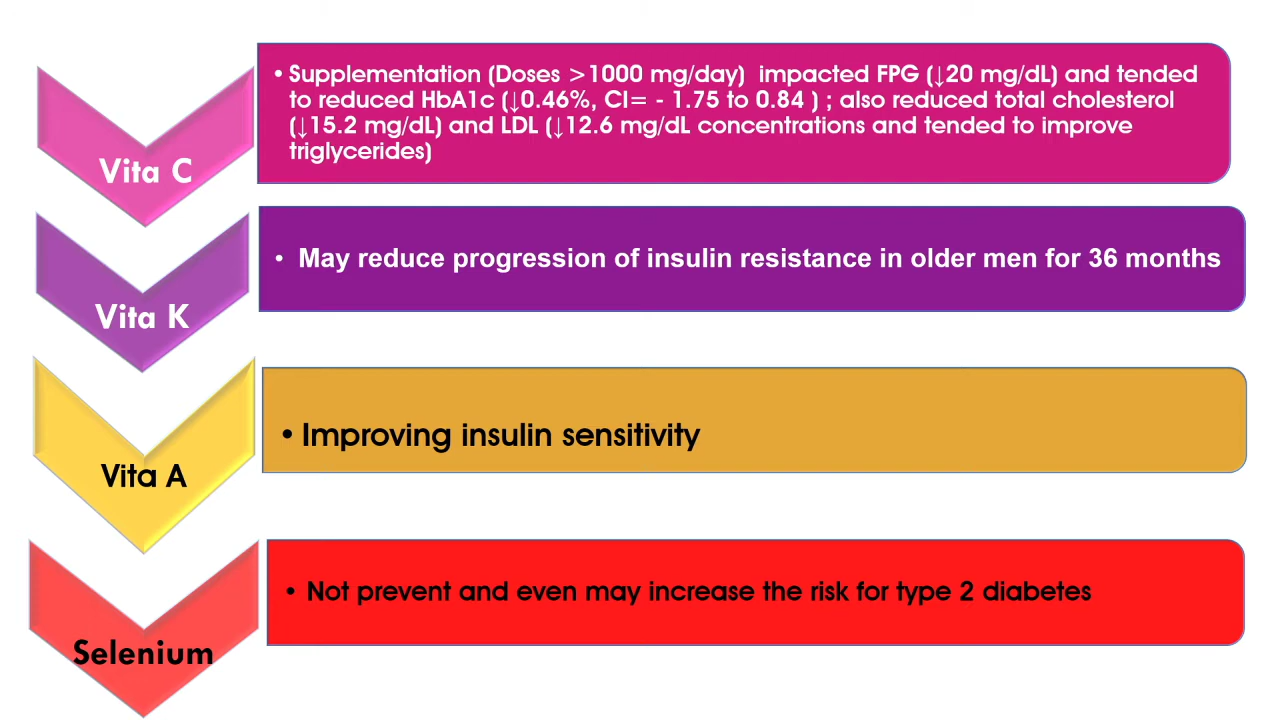 Vita C
• Supplementation (Doses >1000 mg/day)  impacted FPG (↓20 mg/dL) and tended
to reduced HbA1c (↓0.46%, CI= - 1.75 to 0.84 ) ; also reduced total cholesterol
(↓15.2 mg/dL) and LDL (↓12.6 mg/dL concentrations and tended to improve
triglycerides)
Vita K
• May reduce progression of insulin resistance in older men for 36 months
Vita A
• Improving insulin sensitivity
Selenium
• Not prevent and even may increase the risk for type 2 diabetes